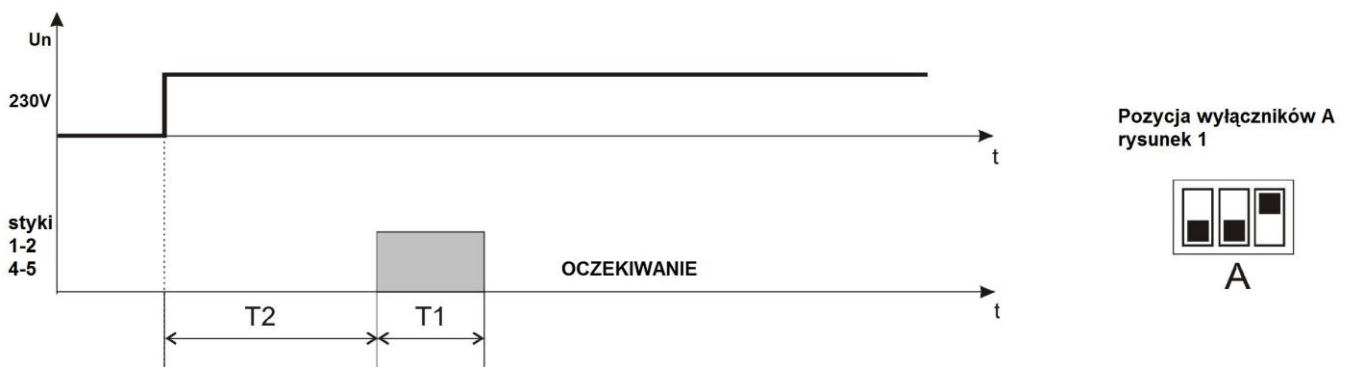 Un
230V
t
styki
1-2
4-5
OCZEKIWANIE
t
T2
T1
Pozycja wyłączników A
rysunek 1
A